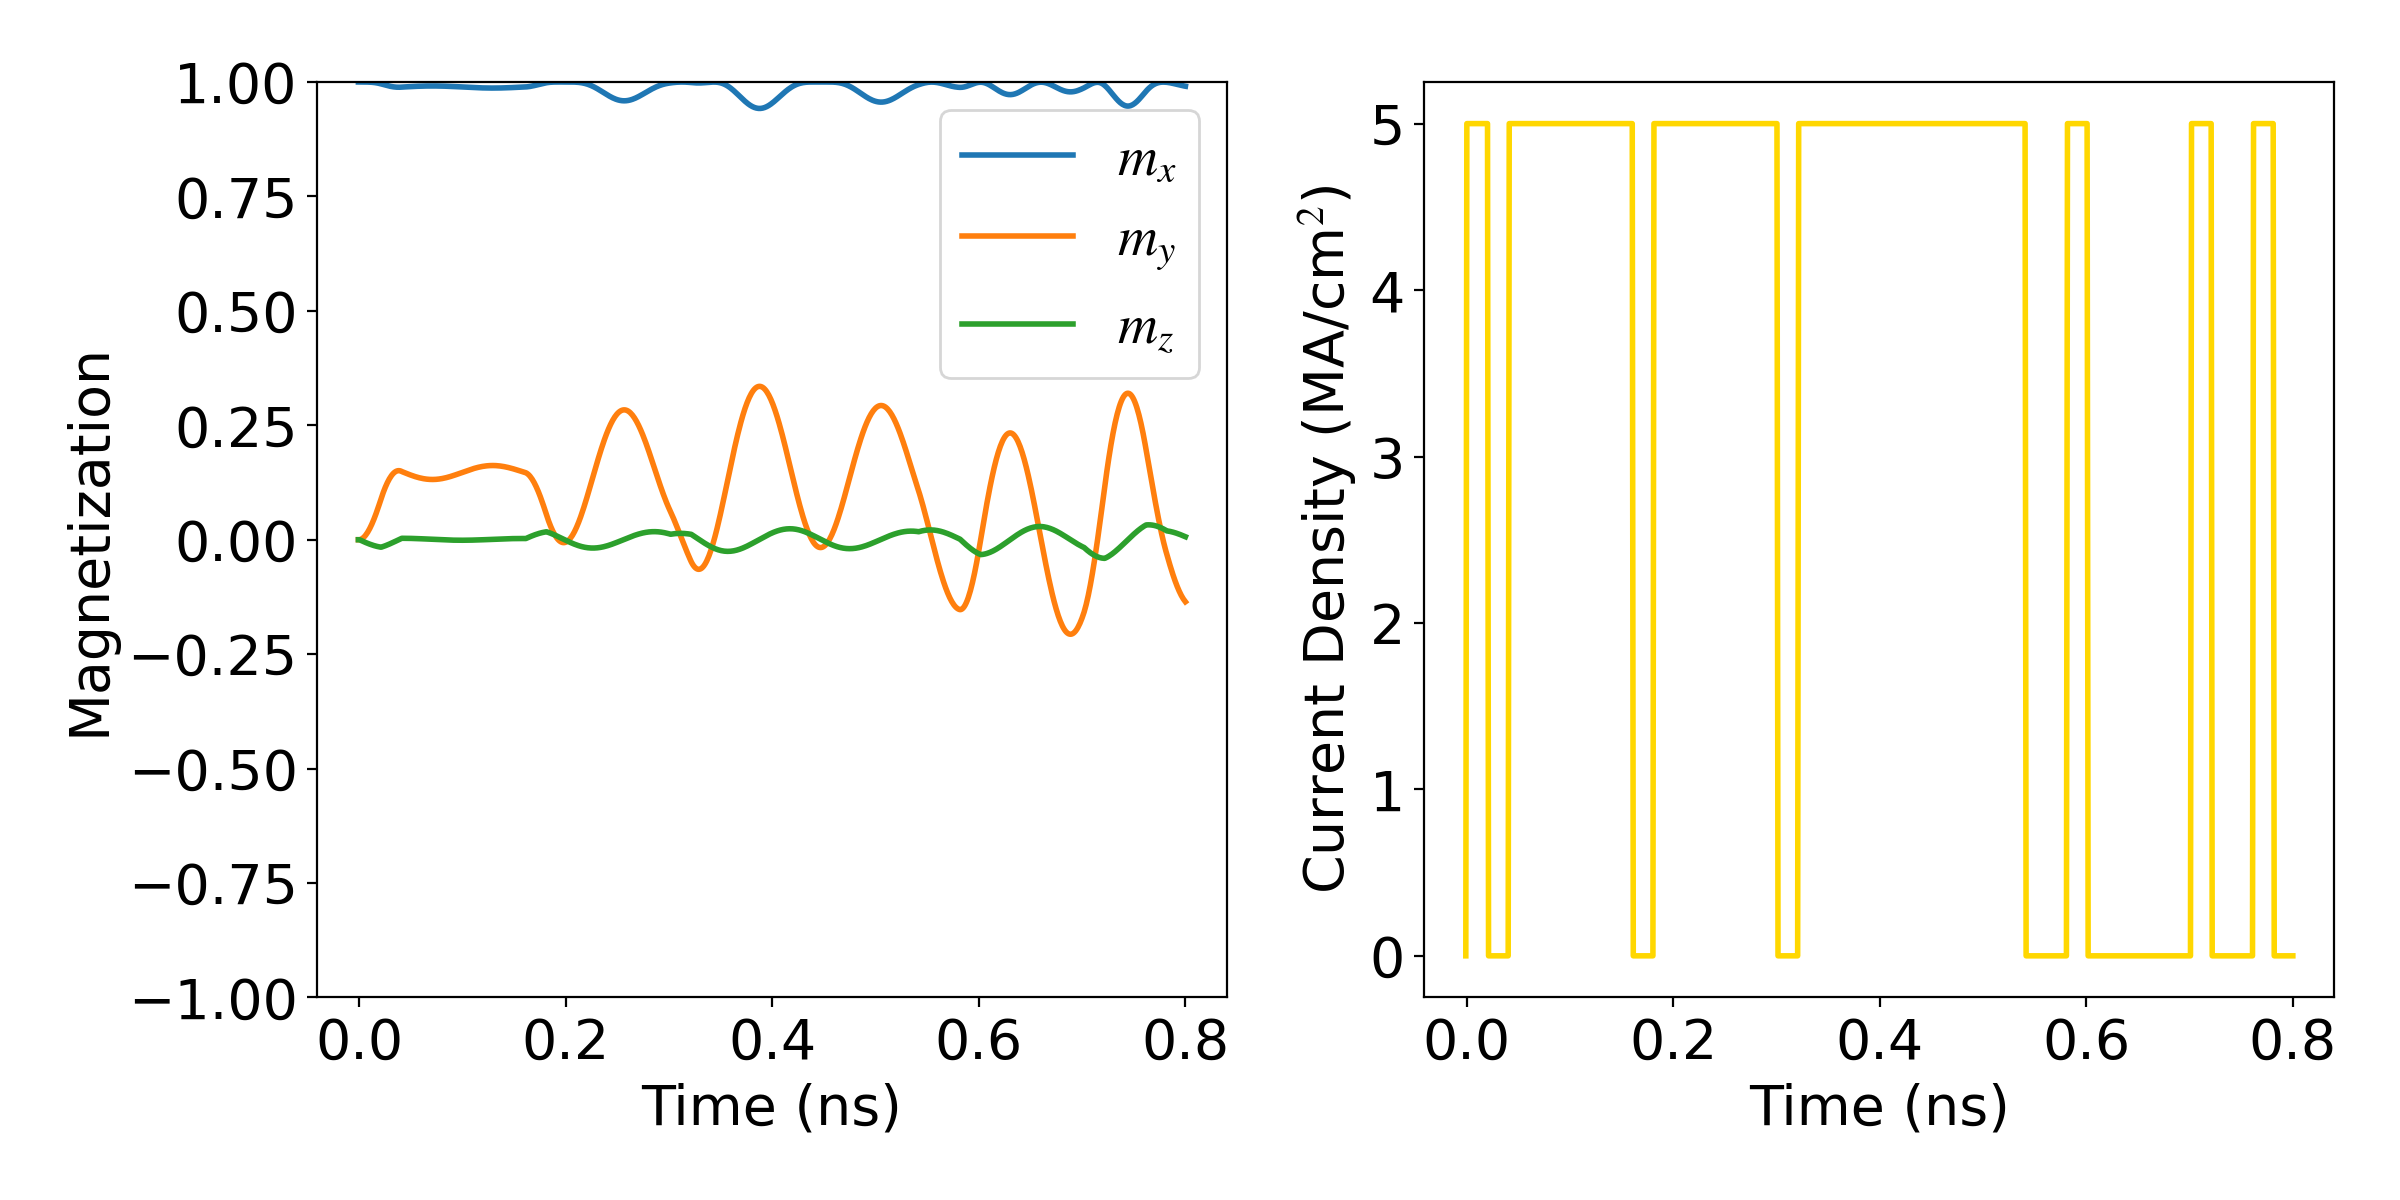 Magnetization
1.00
0.75
0.50
0.25
0.00
−0.25
−0.50
−0.75
−1.00
0.0 0.2 0.4 0.6 0.8
Time (ns)
m_x
m_y
m_z
Current Density (MA/cm²)
5
4
3
2
1
0
0.0 0.2 0.4 0.6 0.8
Time (ns)